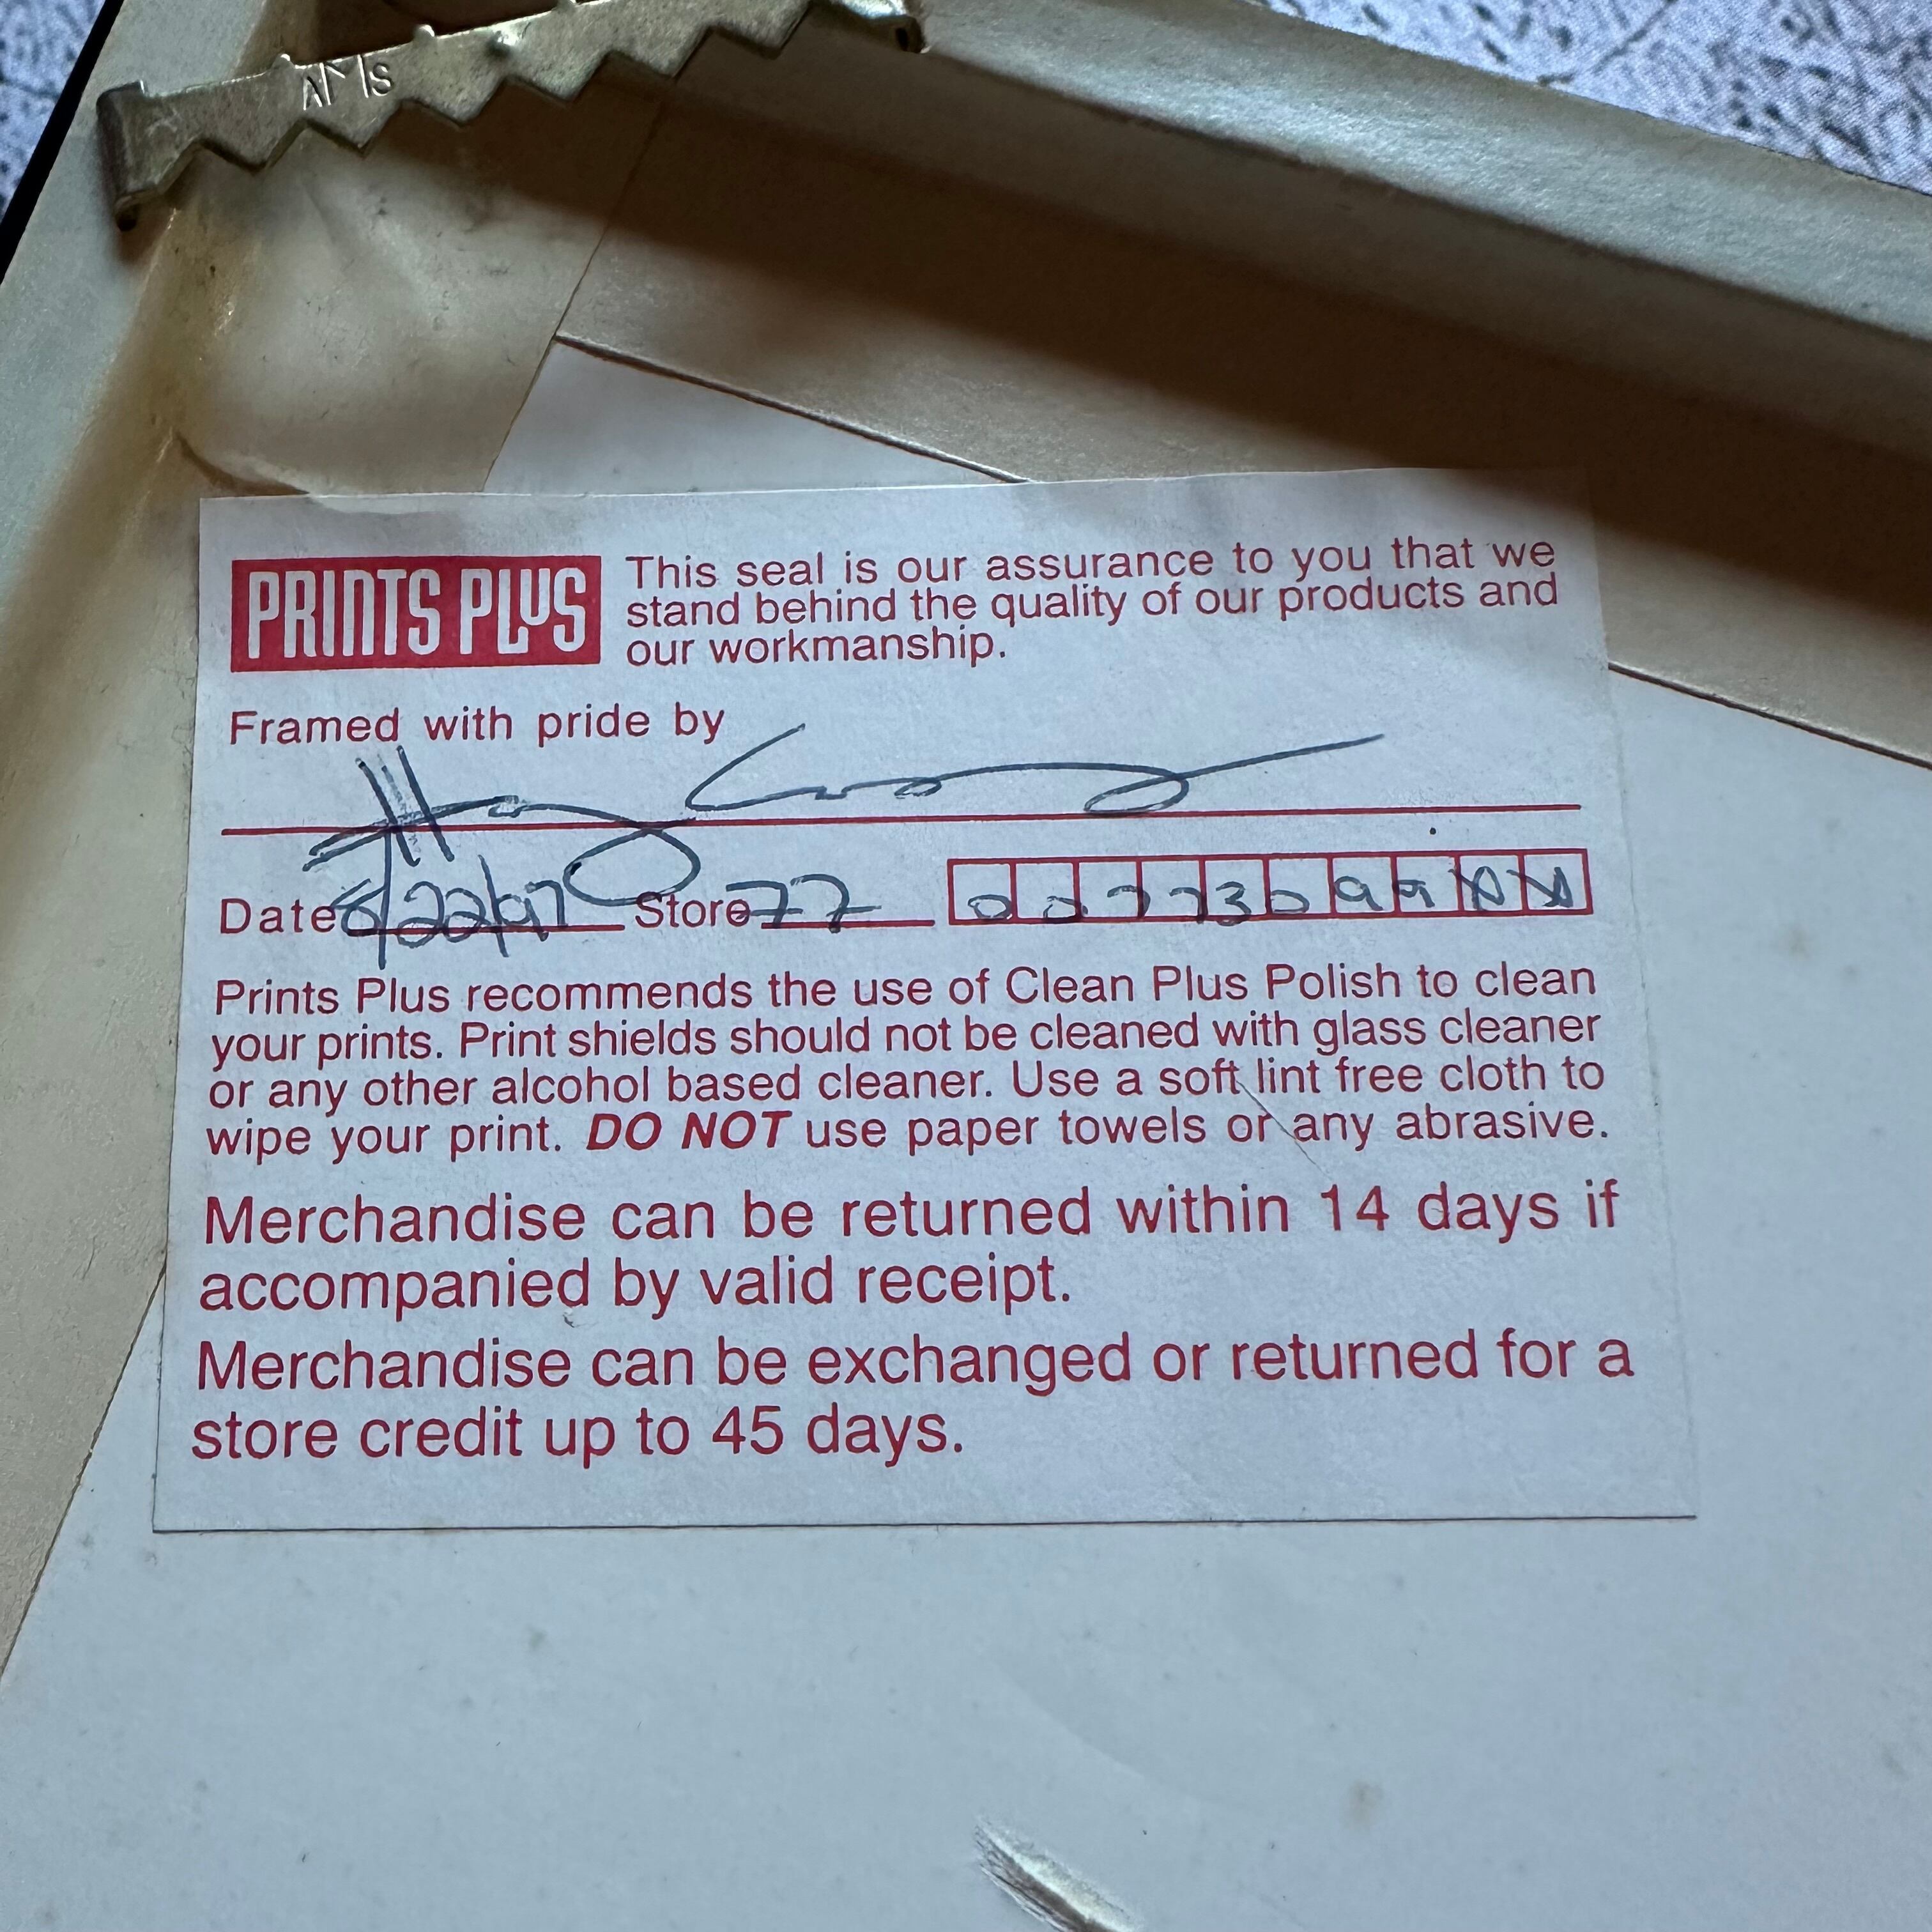 AMS
PRINTS PLUS
This seal is our assurance to you that we
stand behind the quality of our products and
our workmanship.
Framed with pride by
Date 6/22/97 Store 77
Prints Plus recommends the use of Clean Plus Polish to clean
your prints. Print shields should not be cleaned with glass cleaner
or any other alcohol based cleaner. Use a soft lint free cloth to
wipe your print. DO NOT use paper towels or any abrasive.
Merchandise can be returned within 14 days if
accompanied by valid receipt.
Merchandise can be exchanged or returned for a
store credit up to 45 days.